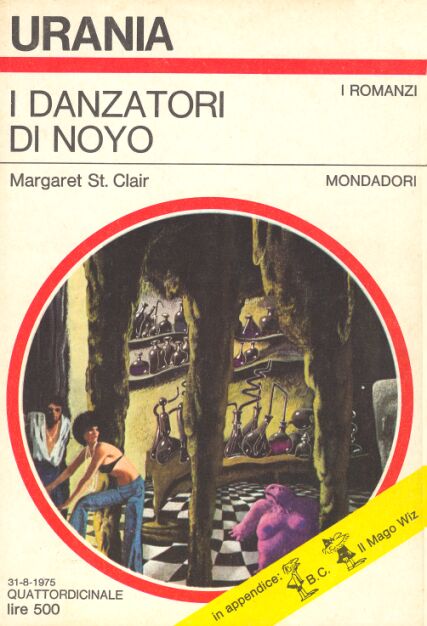 URANIA
I ROMANZI
I DANZATORI
DI NOYO
Margaret St. Clair
MONDADORI
31-8-1975
QUATTORDICINALE
lire 500
in appendice:
B.C.
Il Mago Wiz